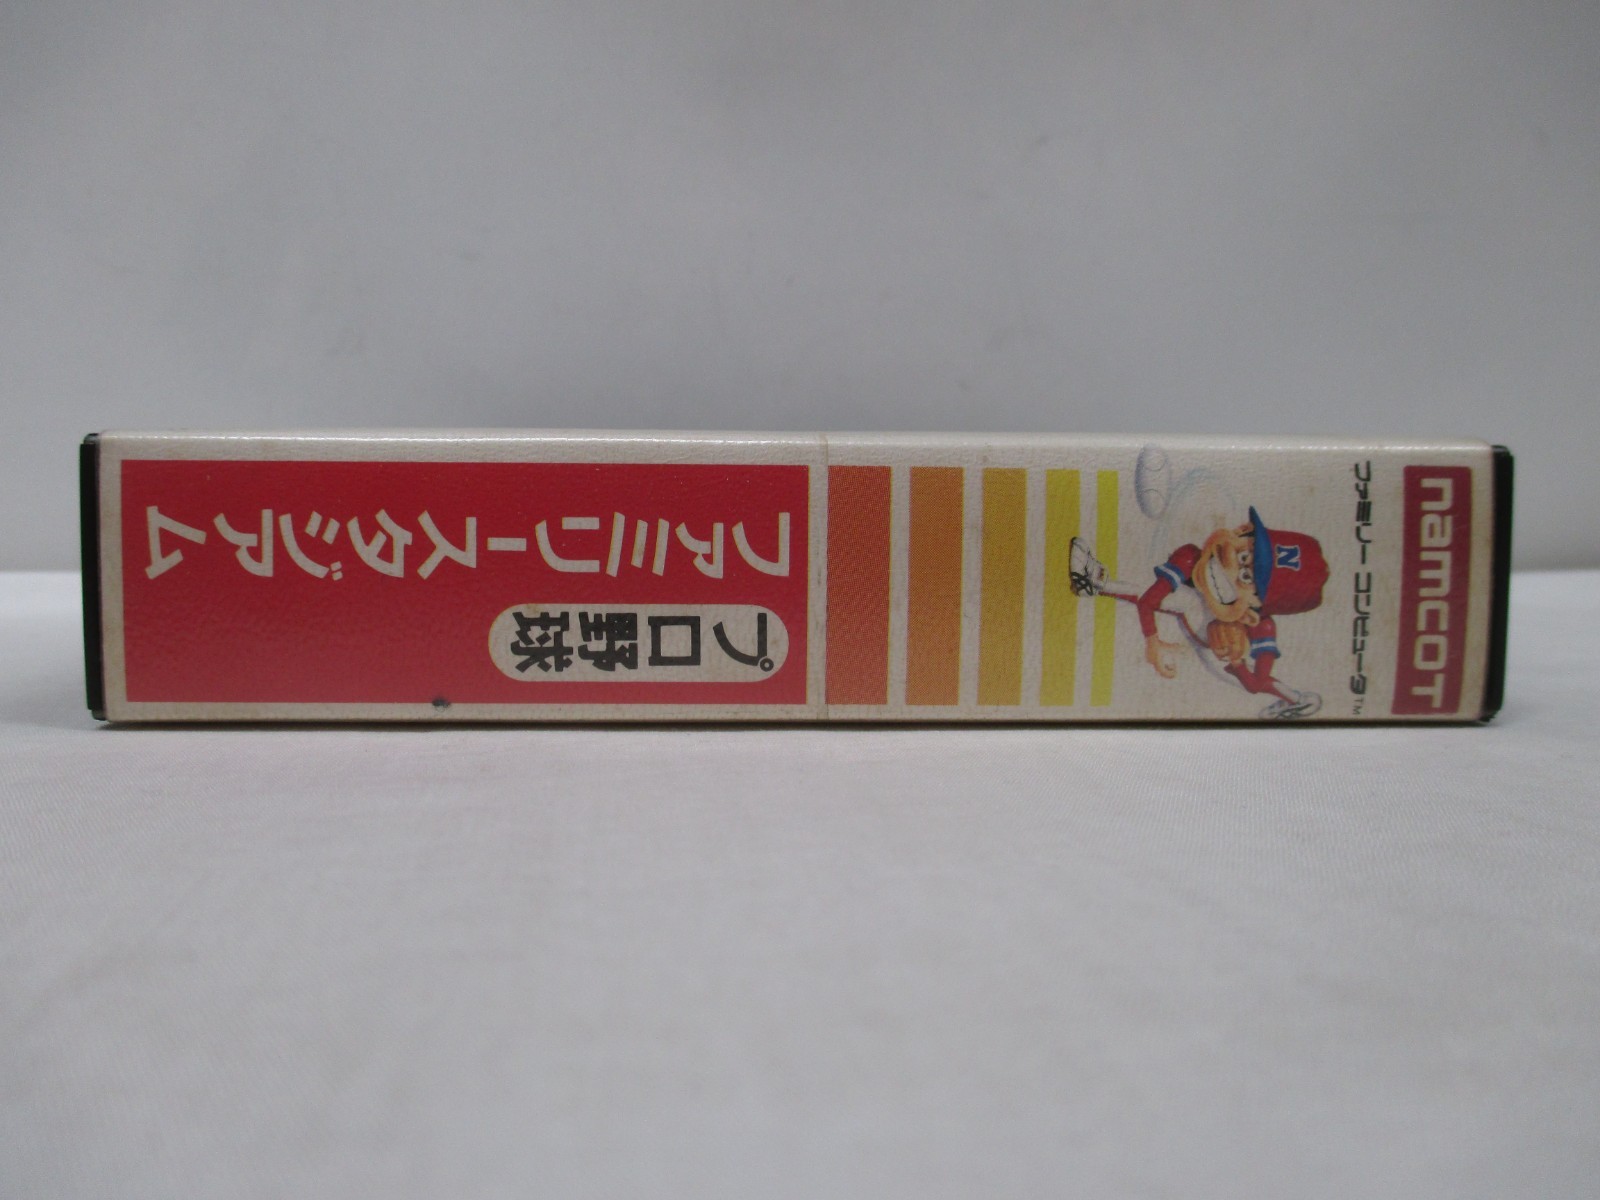 namcot
ファミリー コンピュータ™
プロ野球
ファミリースタジアム
N